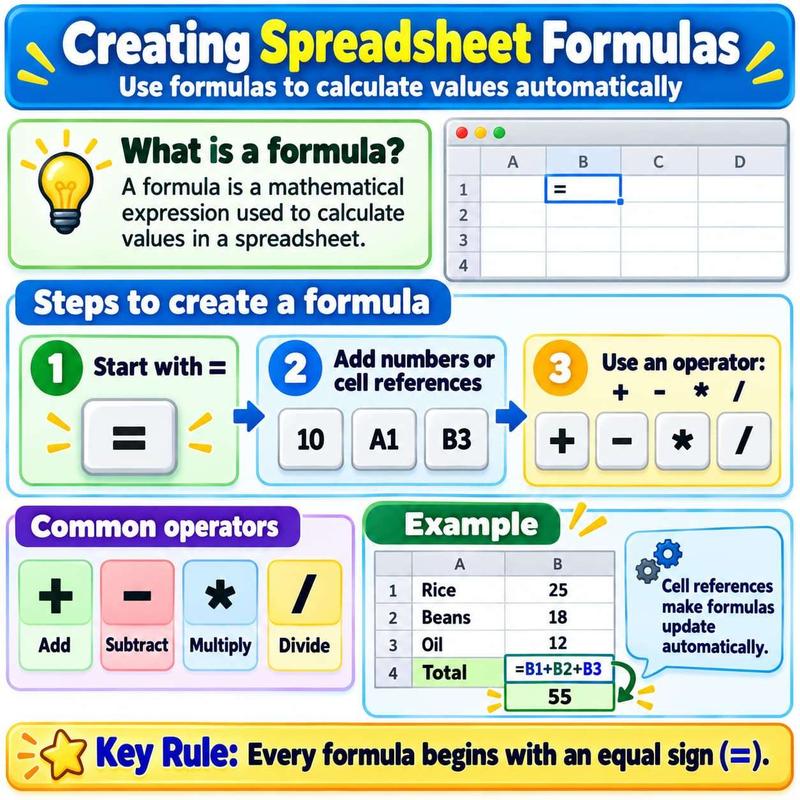 Creating Spreadsheet Formulas
Use formulas to calculate values automatically
What is a formula?
A formula is a mathematical
expression used to calculate
values in a spreadsheet.
A B C D
1 =
2
3
4
Steps to create a formula
1 Start with =
=
2 Add numbers or
cell references
10 A1 B3
3 Use an operator:
+ - * /
+ - * /
Common operators
+ - * /
Add Subtract Multiply Divide
Example
A B
1 Rice 25
2 Beans 18
3 Oil 12
4 Total =B1+B2+B3
55
Cell references
make formulas
update
automatically.
Key Rule: Every formula begins with an equal sign (=).